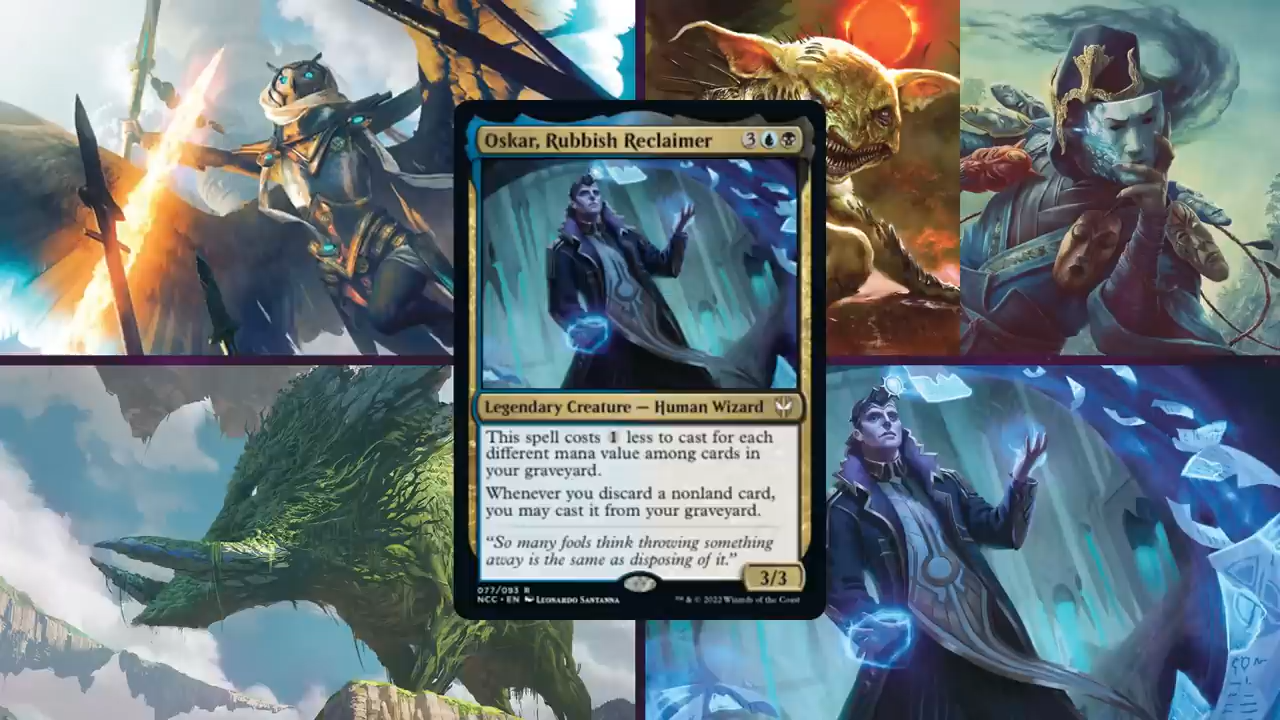 Oskar, Rubbish Reclaimer 3
Legendary Creature — Human Wizard
This spell costs 1 less to cast for each
different mana value among cards in
your graveyard.
Whenever you discard a nonland card,
you may cast it from your graveyard.
“So many fools think throwing something
away is the same as disposing of it.”
3/3
077/093 R
NCC • EN Leonardo Santanna
™ & © 2022 Wizards of the Coast